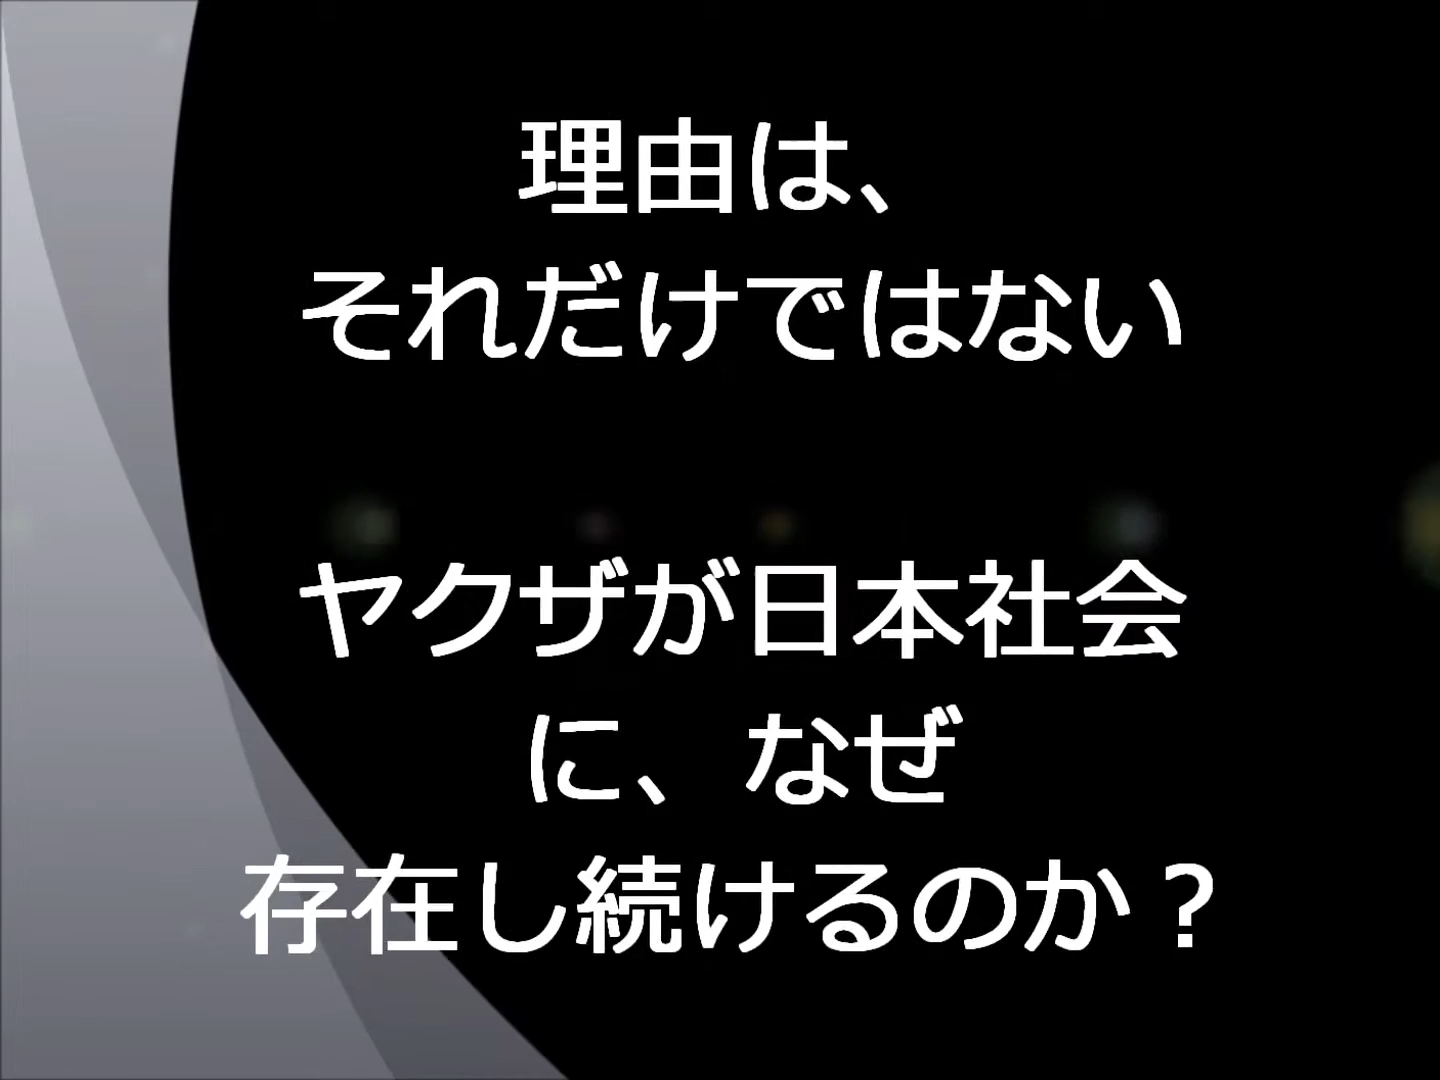 理由は、
それだけではない
ヤクザが日本社会
に、なぜ
存在し続けるのか？